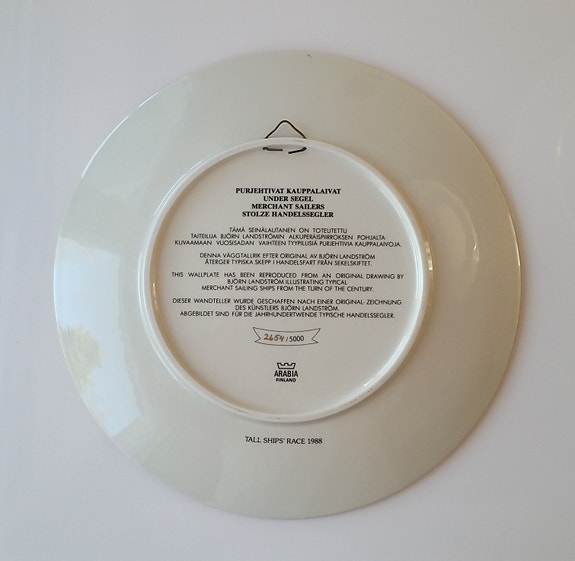 PURJEHTIVAT KAUPPALAIVAT
UNDER SEGEL
MERCHANT SAILERS
STOLZE HANDELSSEGLER
TÄMÄ SEINÄLAUTANEN ON TOTEUTETTU
TAITEILIJA BJÖRN LANDSTRÖMIN ALKUPERÄISPIIRROKSEN POHJALTA
KUVAAMAAN VUOSISADAN VAIHTEEN TYYPILLISIÄ PURJEHTIVIA KAUPPALAIVOJA.
DENNA VÄGGTALLRIK EFTER ORIGINAL AV BJÖRN LANDSTRÖM
ÅTERGER TYPISKA SKEPP I HANDELSFART FRÅN SEKELSKIFTET.
THIS WALLPLATE HAS BEEN REPRODUCED FROM AN ORIGINAL DRAWING BY
BJÖRN LANDSTRÖM ILLUSTRATING TYPICAL
MERCHANT SAILING SHIPS FROM THE TURN OF THE CENTURY.
DIESER WANDTELLER WURDE GESCHAFFEN NACH EINER ORIGINAL-ZEICHNUNG
DES KÜNSTLERS BJÖRN LANDSTRÖM.
ABGEBILDET SIND FÜR DIE JAHRHUNDERTWENDE TYPISCHE HANDELSSEGLER.
2654/5000
ARABIA
FINLAND
TALL SHIPS' RACE 1988